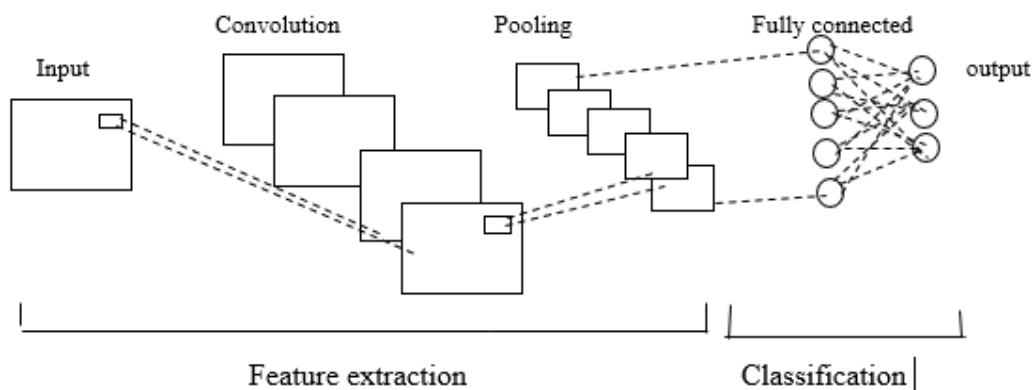 Convolution
Pooling
Fully connected
Input
output
Feature extraction
Classification